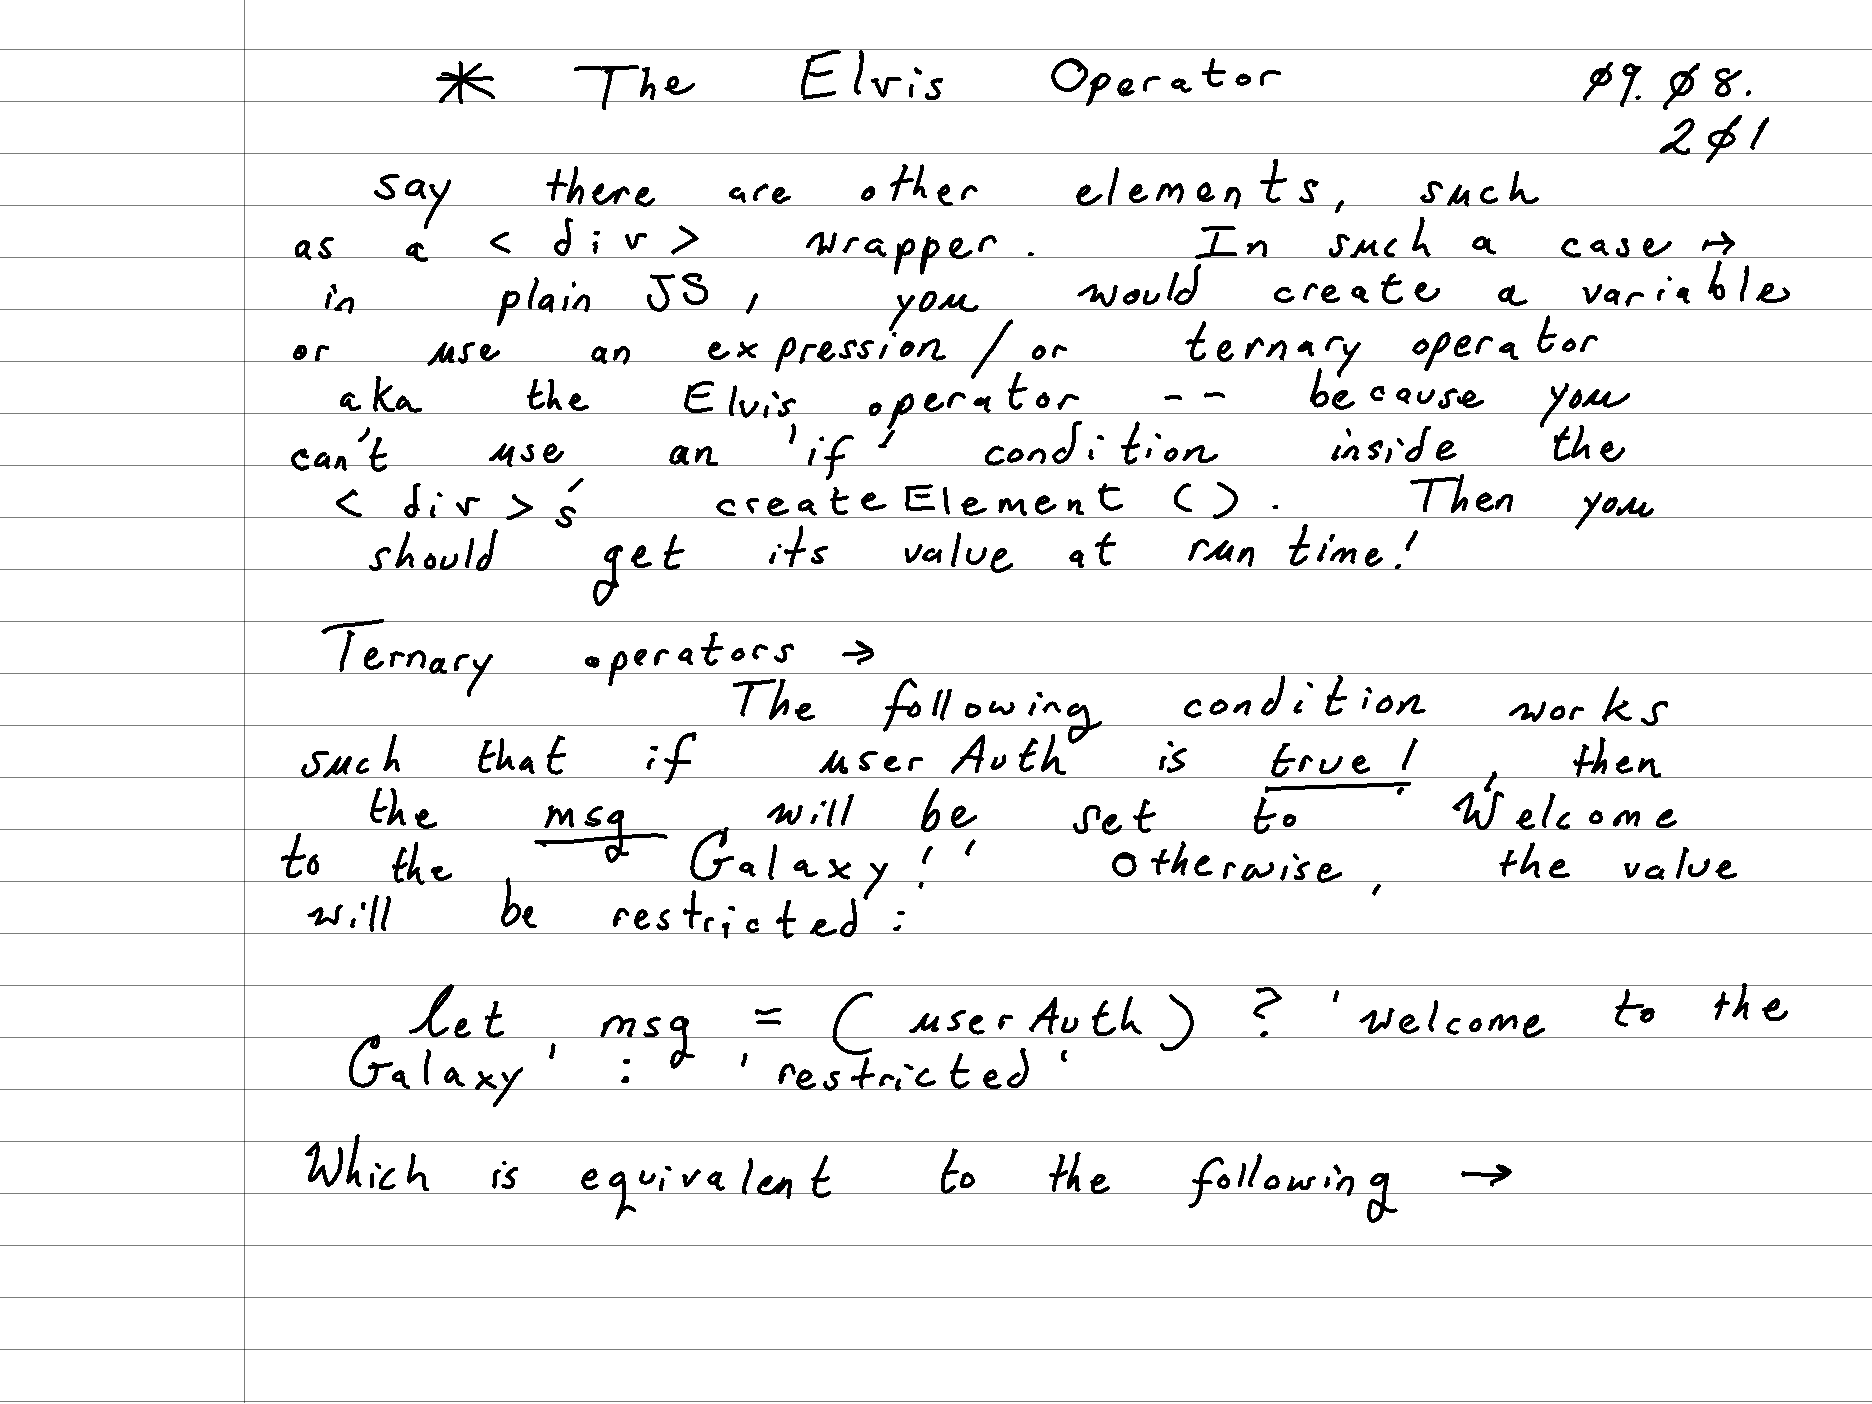 * The Elvis Operator ø9. ø8.
2ø1
say there are other elements, such
as a < div > wrapper. In such a case →
in plain JS, you would create a variable
or use an expression / or ternary operator
aka the Elvis operator -- because you
can't use an 'if' condition inside the
< div >'s createElement (). Then you
should get its value at run time!
Ternary operators →
The following condition works
such that if userAuth is true!, then
the msg will be set to 'Welcome
to the Galaxy!' Otherwise, the value
will be restricted:
let msg = (userAuth) ? 'welcome to the
Galaxy' : 'restricted'
Which is equivalent to the following →